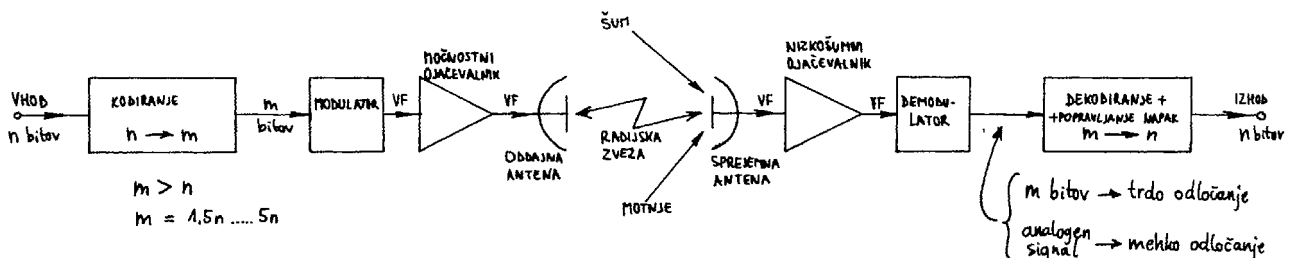 VHOD
n bitov
KODIRANJE
n → m
m
bitov
MODULATOR
VF
MOČNOSTNI
OJAČEVALNIK
VF
ODDAJNA
ANTENA
RADIJSKA
ZVEZA
ŠUM
MOTNJE
SPREJEMNA
ANTENA
VF
NIZKOŠUMNI
OJAČEVALNIK
VF
DEMODU-
LATOR
DEKODIRANJE +
+POPRAVLJANJE NAPAK
m → n
IZHOD
n bitov
m > n
m = 1,5n ..... 5n
m bitov → trdo odločanje
analogen
signal → mehko odločanje